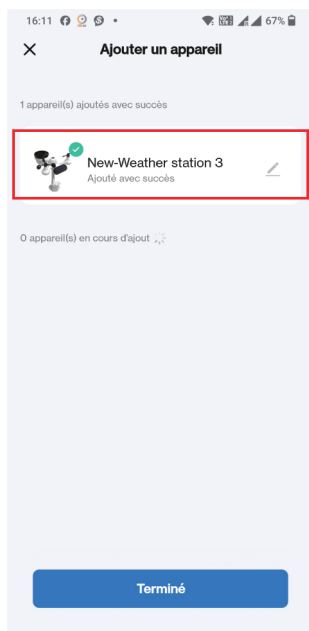 16:11 67%
Ajouter un appareil
1 appareil(s) ajoutés avec succès
New-Weather station 3
Ajouté avec succès
0 appareil(s) en cours d'ajout
Terminé